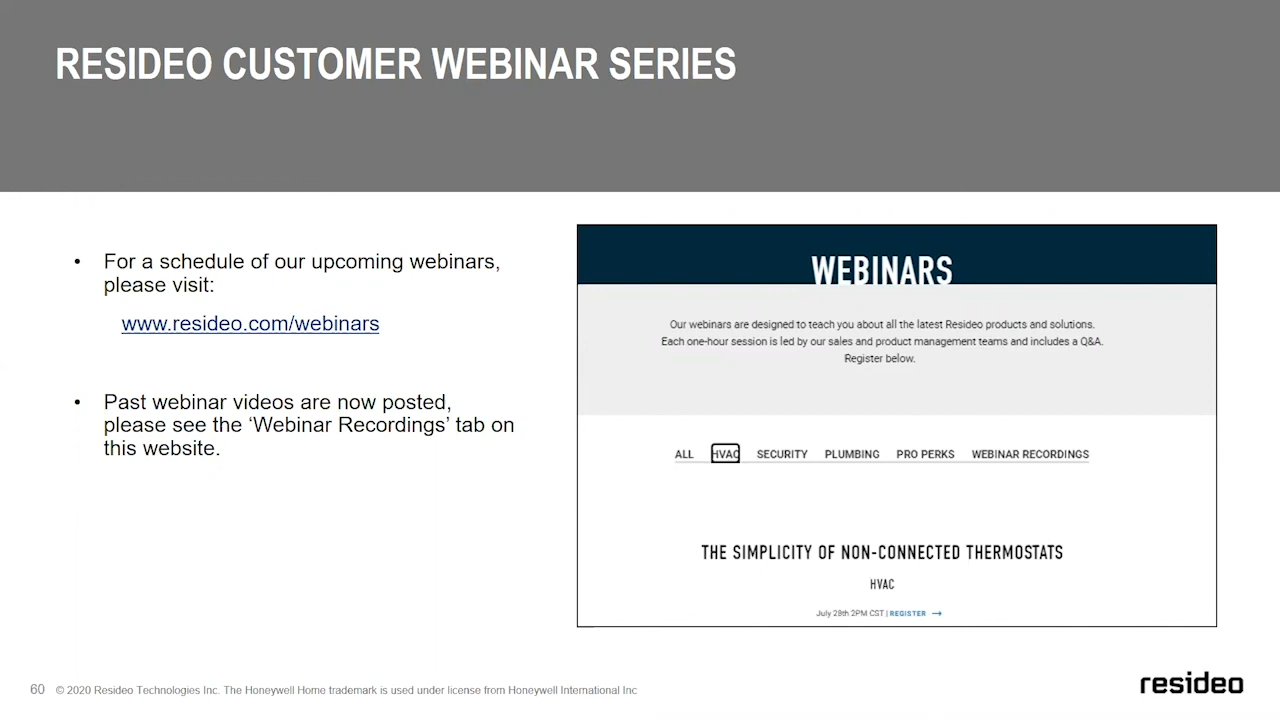 RESIDEO CUSTOMER WEBINAR SERIES
• For a schedule of our upcoming webinars,
please visit:
www.resideo.com/webinars
• Past webinar videos are now posted,
please see the ‘Webinar Recordings’ tab on
this website.
WEBINARS
Our webinars are designed to teach you about all the latest Resideo products and solutions.
Each one-hour session is led by our sales and product management teams and includes a Q&A.
Register below.
ALL HVAC SECURITY PLUMBING PRO PERKS WEBINAR RECORDINGS
THE SIMPLICITY OF NON-CONNECTED THERMOSTATS
HVAC
July 28th 2PM CST | REGISTER →
60 © 2020 Resideo Technologies Inc. The Honeywell Home trademark is used under license from Honeywell International Inc
resideo